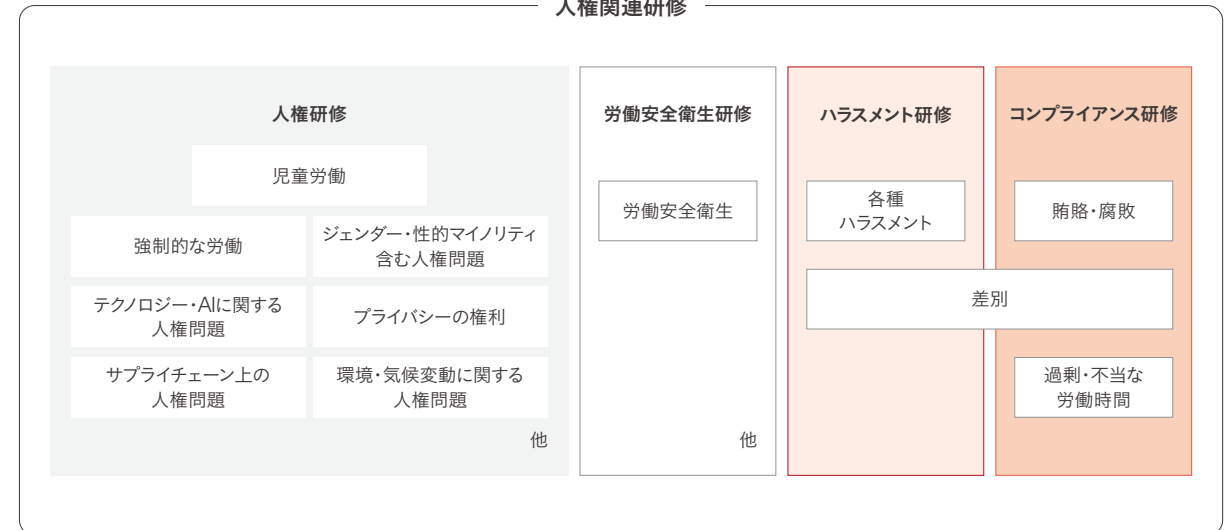 人権関連研修
人権研修
児童労働
強制的な労働
ジェンダー・性的マイノリティ
含む人権問題
テクノロジー・AIに関する
人権問題
プライバシーの権利
サプライチェーン上の
人権問題
環境・気候変動に関する
人権問題
他
労働安全衛生研修
労働安全衛生
他
ハラスメント研修
各種
ハラスメント
コンプライアンス研修
賄賂・腐敗
差別
過剰・不当な
労働時間